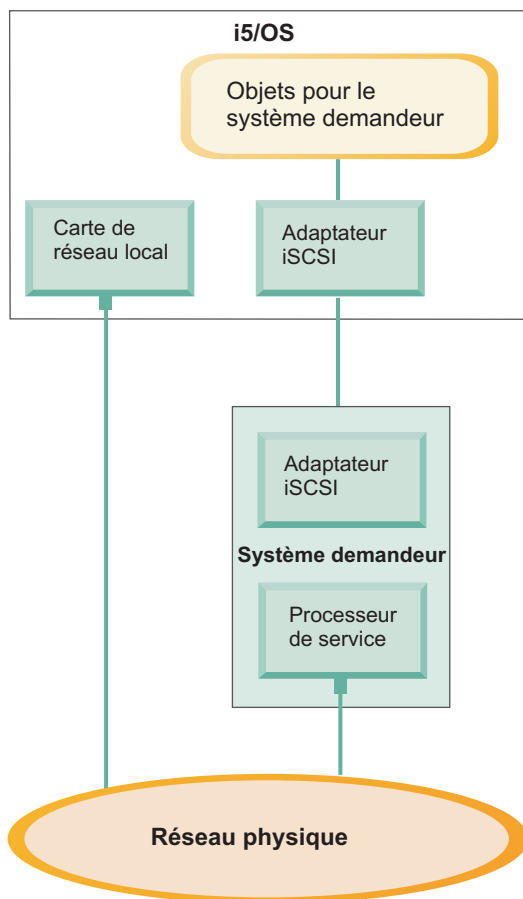 i5/OS
Objets pour le
système demandeur
Carte de
réseau local
Adaptateur
iSCSI
Adaptateur
iSCSI
Système demandeur
Processeur
de service
Réseau physique